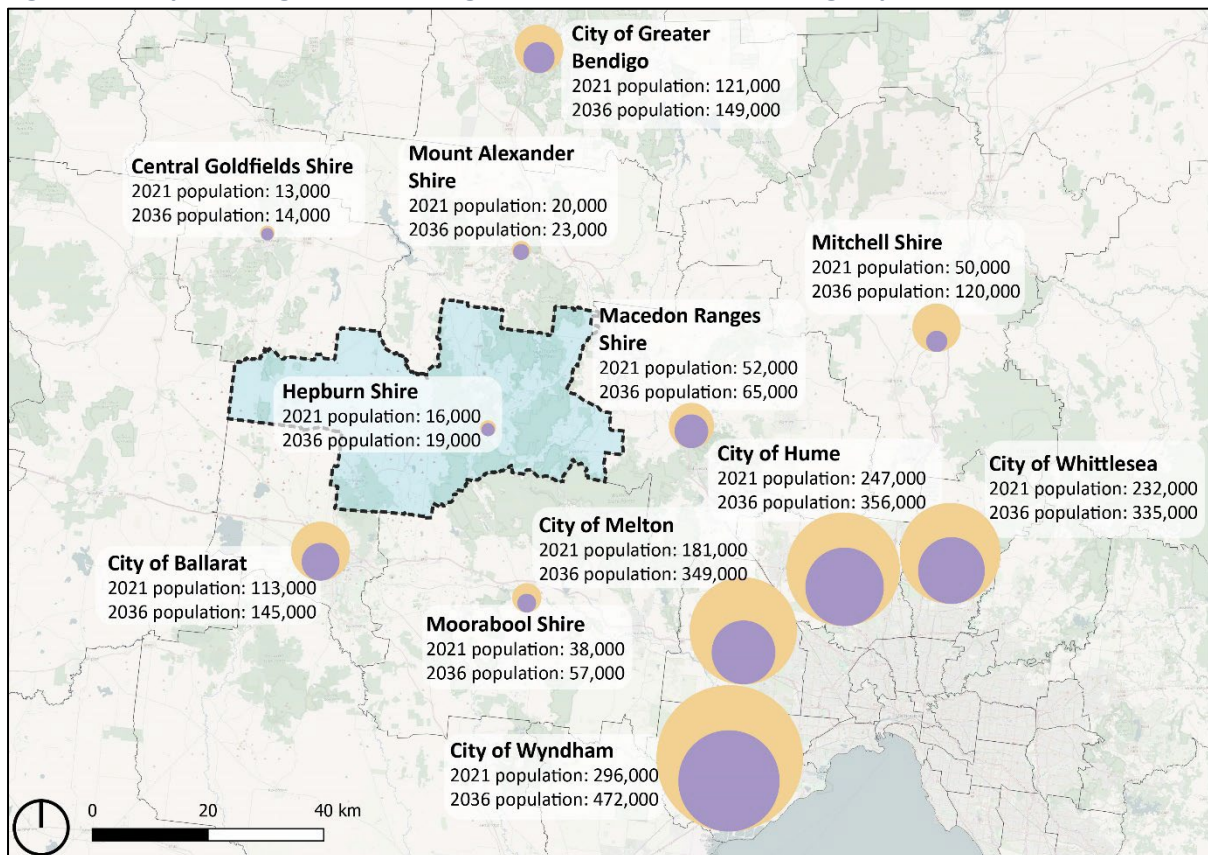 City of Greater
Bendigo
2021 population: 121,000
2036 population: 149,000
Central Goldfields Shire
2021 population: 13,000
2036 population: 14,000
Mount Alexander
Shire
2021 population: 20,000
2036 population: 23,000
Mitchell Shire
2021 population: 50,000
2036 population: 120,000
Macedon Ranges
Shire
2021 population: 52,000
2036 population: 65,000
Hepburn Shire
2021 population: 16,000
2036 population: 19,000
City of Hume
2021 population: 247,000
2036 population: 356,000
City of Whittlesea
2021 population: 232,000
2036 population: 335,000
City of Melton
2021 population: 181,000
2036 population: 349,000
City of Ballarat
2021 population: 113,000
2036 population: 145,000
Moorabool Shire
2021 population: 38,000
2036 population: 57,000
City of Wyndham
2021 population: 296,000
2036 population: 472,000
0 20 40 km